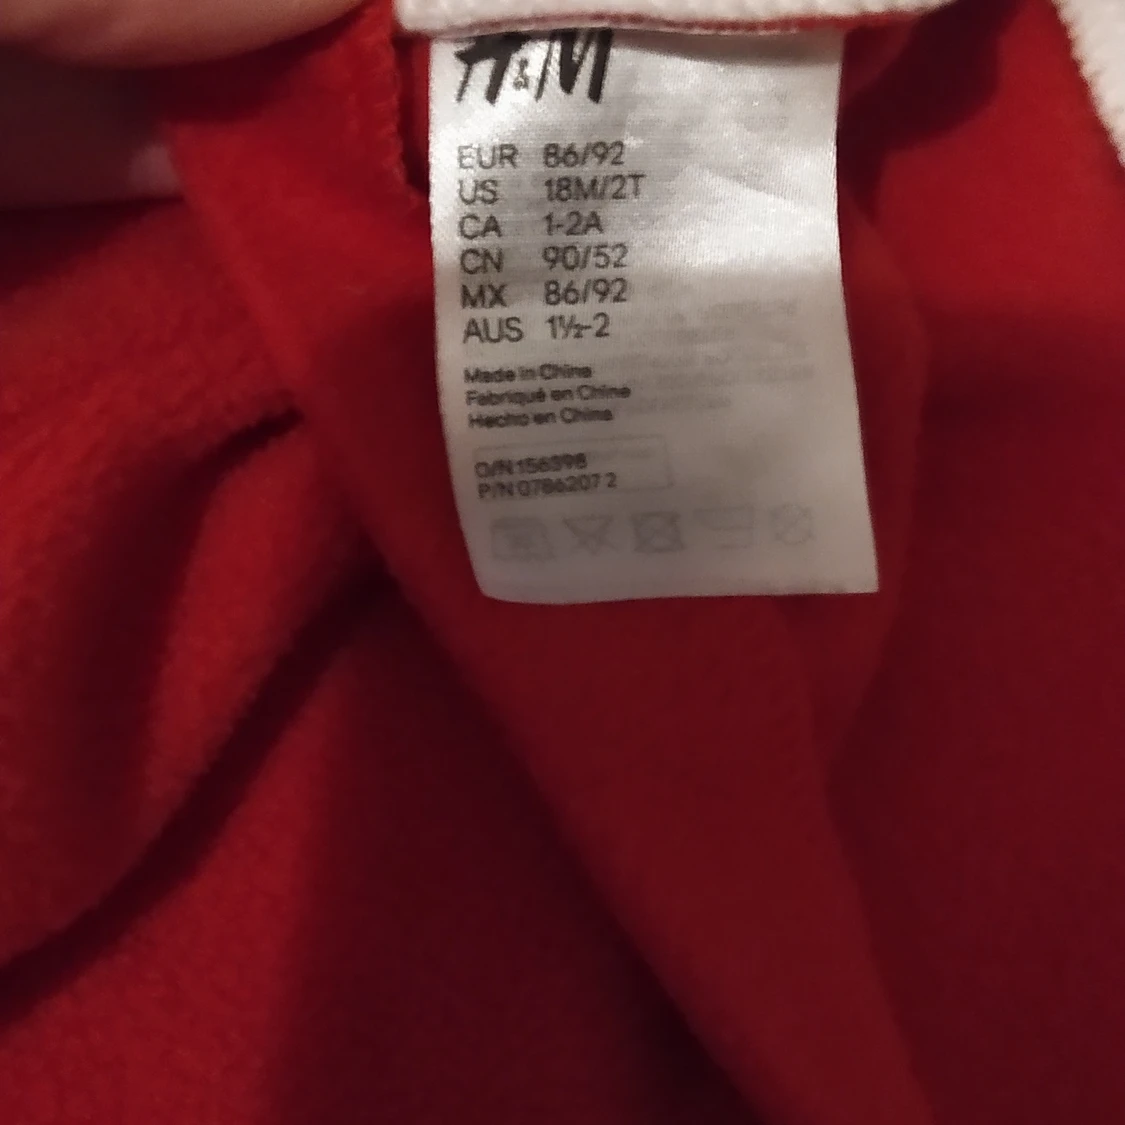 H&M
EUR 86/92
US 18M/2T
CA 1-2A
CN 90/52
MX 86/92
AUS 1½-2
Made in China
Fabriqué en Chine
Hecho en China
O/N 156398
P/N 0786207 2